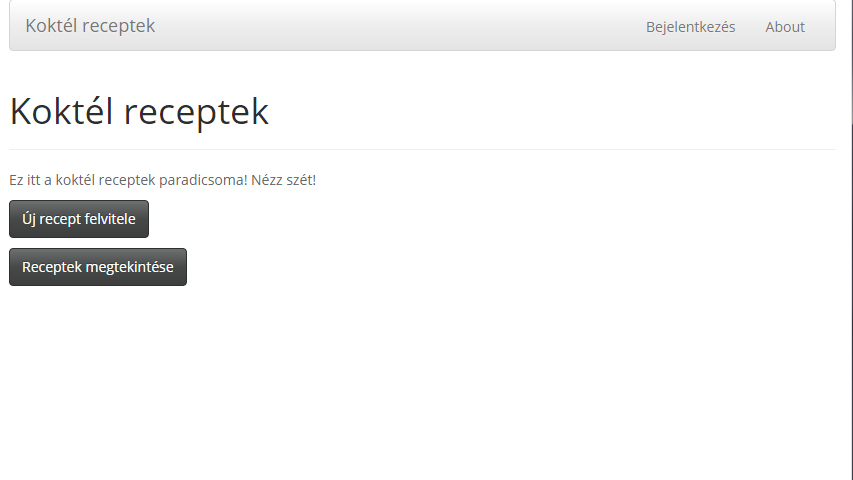 Koktél receptek Bejelentkezés About
Koktél receptek
Ez itt a koktél receptek paradicsoma! Nézz szét!
Új recept felvitele
Receptek megtekintése